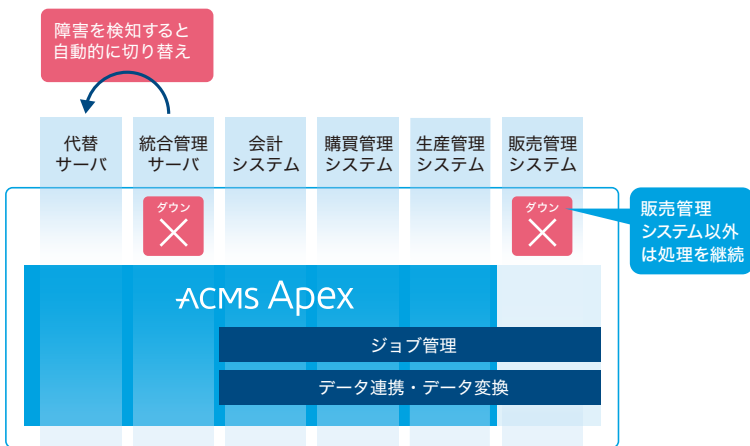 障害を検知すると
自動的に切り替え
代替
サーバ
統合管理
サーバ
会計
システム
購買管理
システム
生産管理
システム
販売管理
システム
ダウン
ダウン
販売管理
システム以外
は処理を継続
ACMS Apex
ジョブ管理
データ連携・データ変換